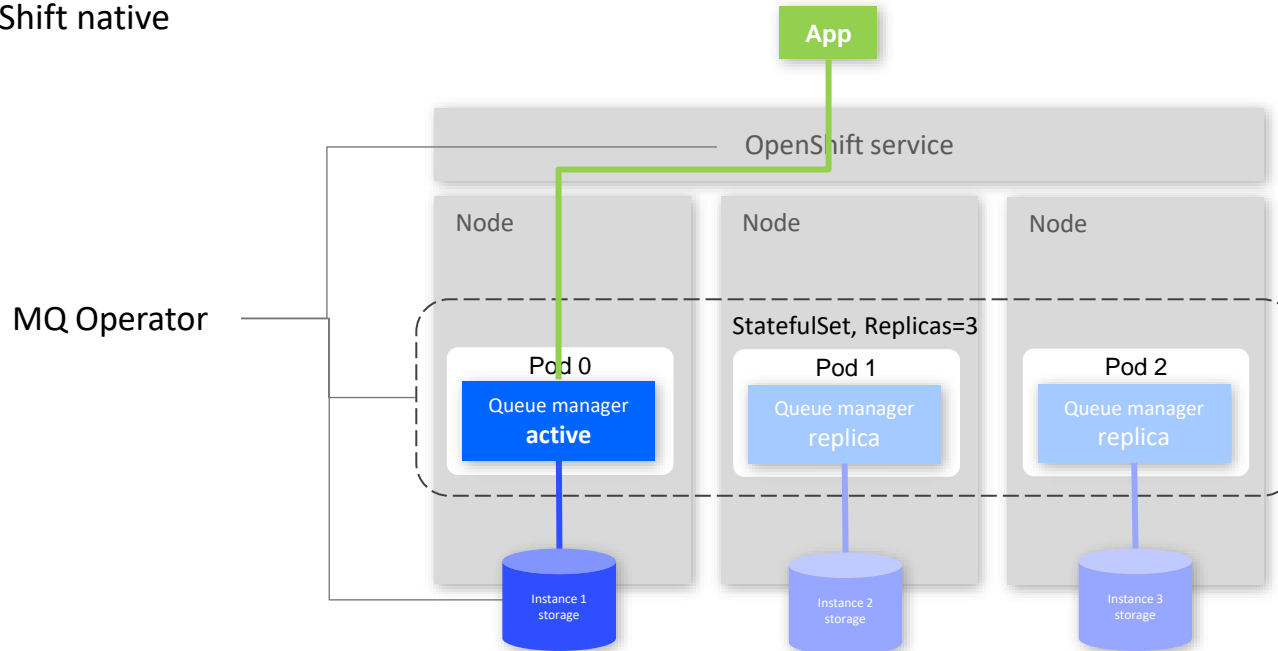 Shift native
App
OpenShift service
Node
Node
Node
MQ Operator
StatefulSet, Replicas=3
Pod 0
Pod 1
Pod 2
Queue manager
active
Queue manager
replica
Queue manager
replica
Instance 1
storage
Instance 2
storage
Instance 3
storage